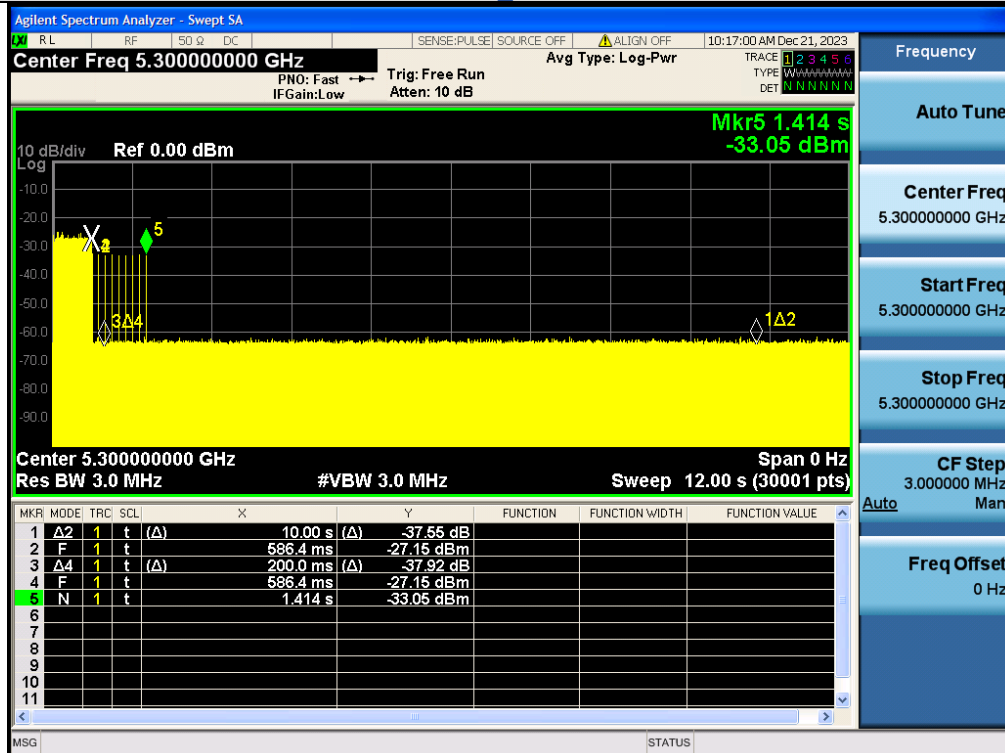 Agilent Spectrum Analyzer - Swept SA
LXI RL RF 50 Ω DC SENSE:PULSE SOURCE OFF ALIGN OFF 10:17:00 AM Dec 21, 2023
Center Freq 5.300000000 GHz
PNO: Fast
IFGain:Low
Trig: Free Run
Atten: 10 dB
Avg Type: Log-Pwr
TRACE 1 2 3 4 5 6
TYPE
DET N N N N N N
Mkr5 1.414 s
-33.05 dBm
10 dB/div Ref 0.00 dBm
Log
-10.0
-20.0
-30.0
-40.0
-50.0
-60.0
-70.0
-80.0
-90.0
5
3Δ4
1Δ2
Center 5.300000000 GHz Span 0 Hz
Res BW 3.0 MHz #VBW 3.0 MHz Sweep 12.00 s (30001 pts)
MKR MODE TRC SCL X Y FUNCTION FUNCTION WIDTH FUNCTION VALUE
1 Δ2 1 t (Δ) 10.00 s (Δ) -37.55 dB
2 F 1 t 586.4 ms -27.15 dBm
3 Δ4 1 t (Δ) 200.0 ms (Δ) -37.92 dB
4 F 1 t 586.4 ms -27.15 dBm
5 N 1 t 1.414 s -33.05 dBm
6
7
8
9
10
11
MSG STATUS
Frequency
Auto Tune
Center Freq
5.300000000 GHz
Start Freq
5.300000000 GHz
Stop Freq
5.300000000 GHz
CF Step
3.000000 MHz
Auto Man
Freq Offset
0 Hz